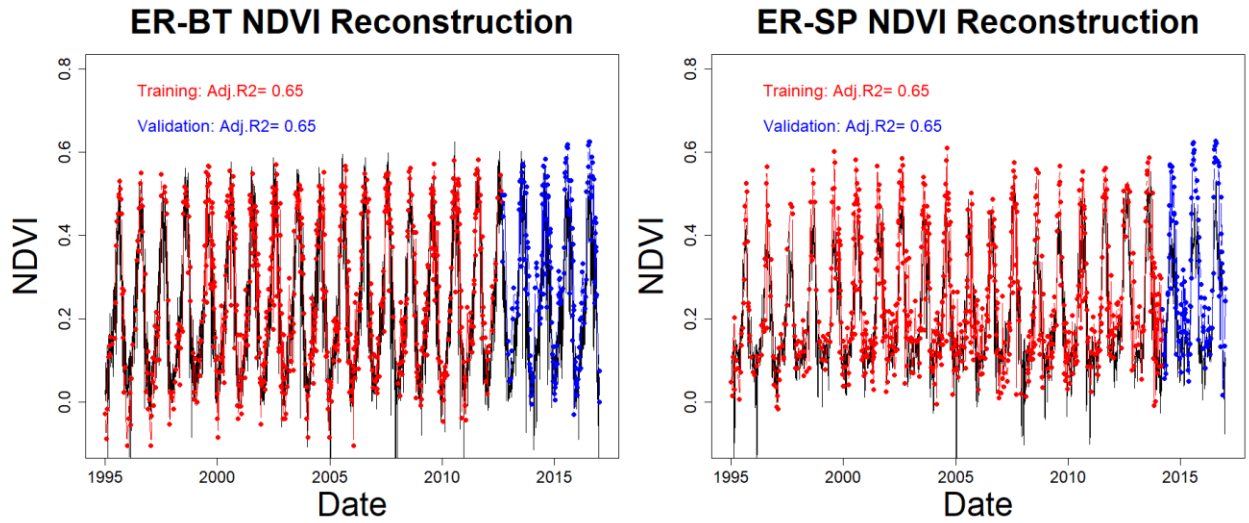 ER-BT NDVI Reconstruction
Training: Adj.R2= 0.65
Validation: Adj.R2= 0.65
NDVI
0.8
0.6
0.4
0.2
0.0
1995
2000
2005
2010
2015
Date
ER-SP NDVI Reconstruction
Training: Adj.R2= 0.65
Validation: Adj.R2= 0.65
NDVI
0.8
0.6
0.4
0.2
0.0
1995
2000
2005
2010
2015
Date